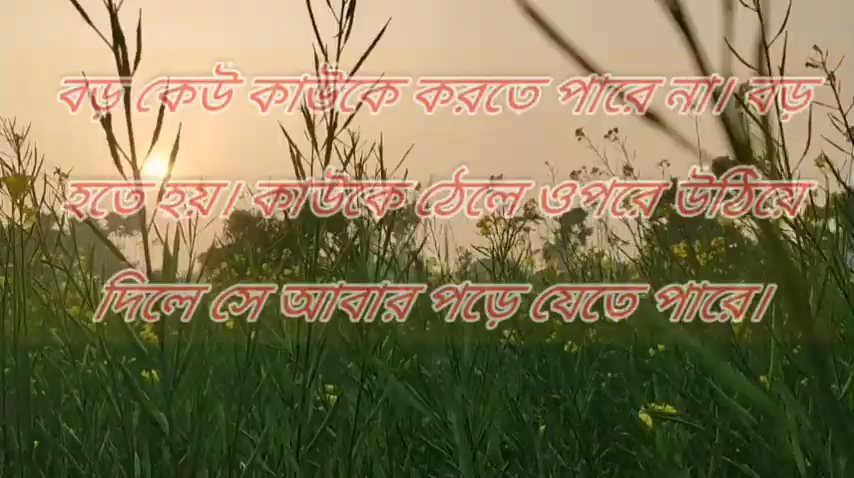 বড় কেউ কাউকে করতে পারে না। বড়
হতে হয়। কাউকে ঠেলে ওপরে উঠিয়ে
দিলে সে আবার পড়ে যেতে পারে।